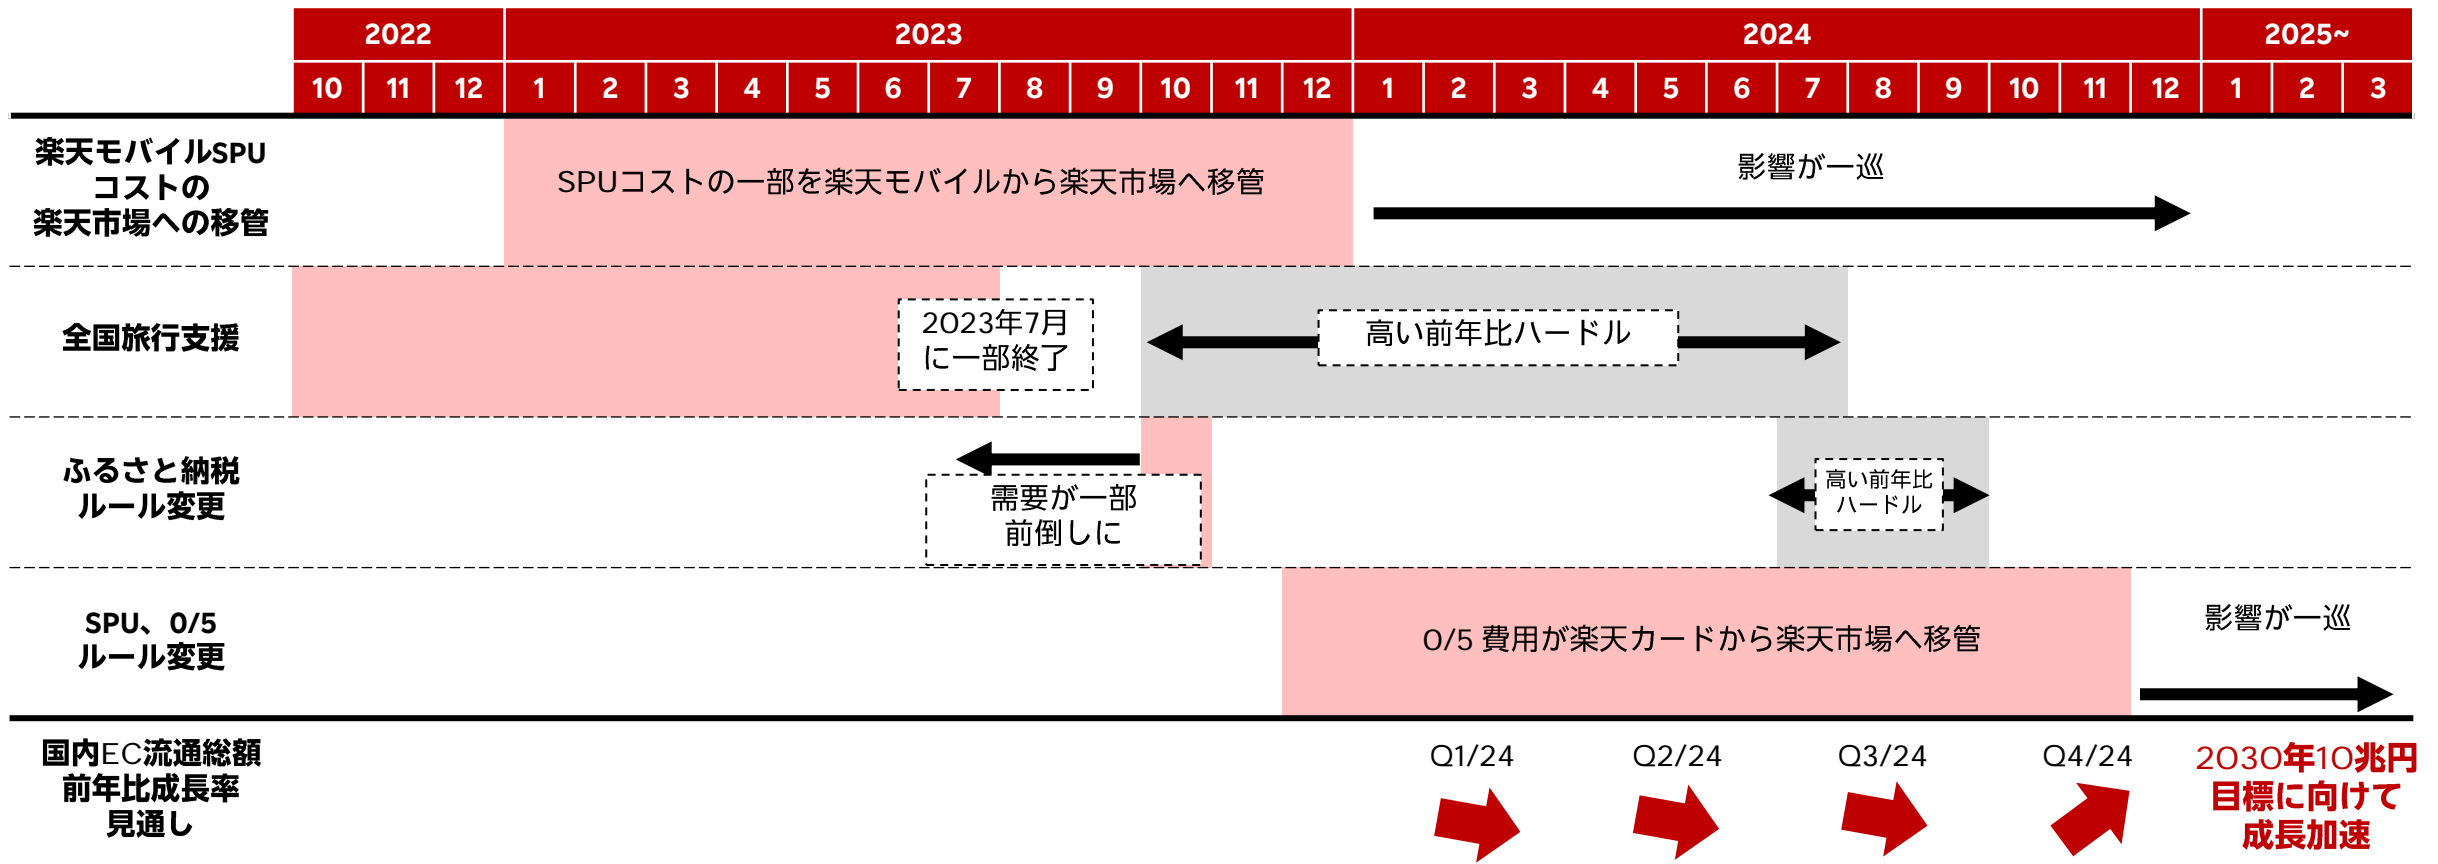 2022 2023 2024 2025~
10 11 12 1 2 3 4 5 6 7 8 9 10 11 12 1 2 3 4 5 6 7 8 9 10 11 12 1 2 3
楽天モバイルSPU
コストの
楽天市場への移管
SPUコストの一部を楽天モバイルから楽天市場へ移管
影響が一巡
全国旅行支援
2023年7月
に一部終了
高い前年比ハードル
ふるさと納税
ルール変更
需要が一部
前倒しに
高い前年比
ハードル
SPU、0/5
ルール変更
0/5 費用が楽天カードから楽天市場へ移管
影響が一巡
国内EC流通総額
前年比成長率
見通し
Q1/24
Q2/24
Q3/24
Q4/24
2030年10兆円
目標に向けて
成長加速